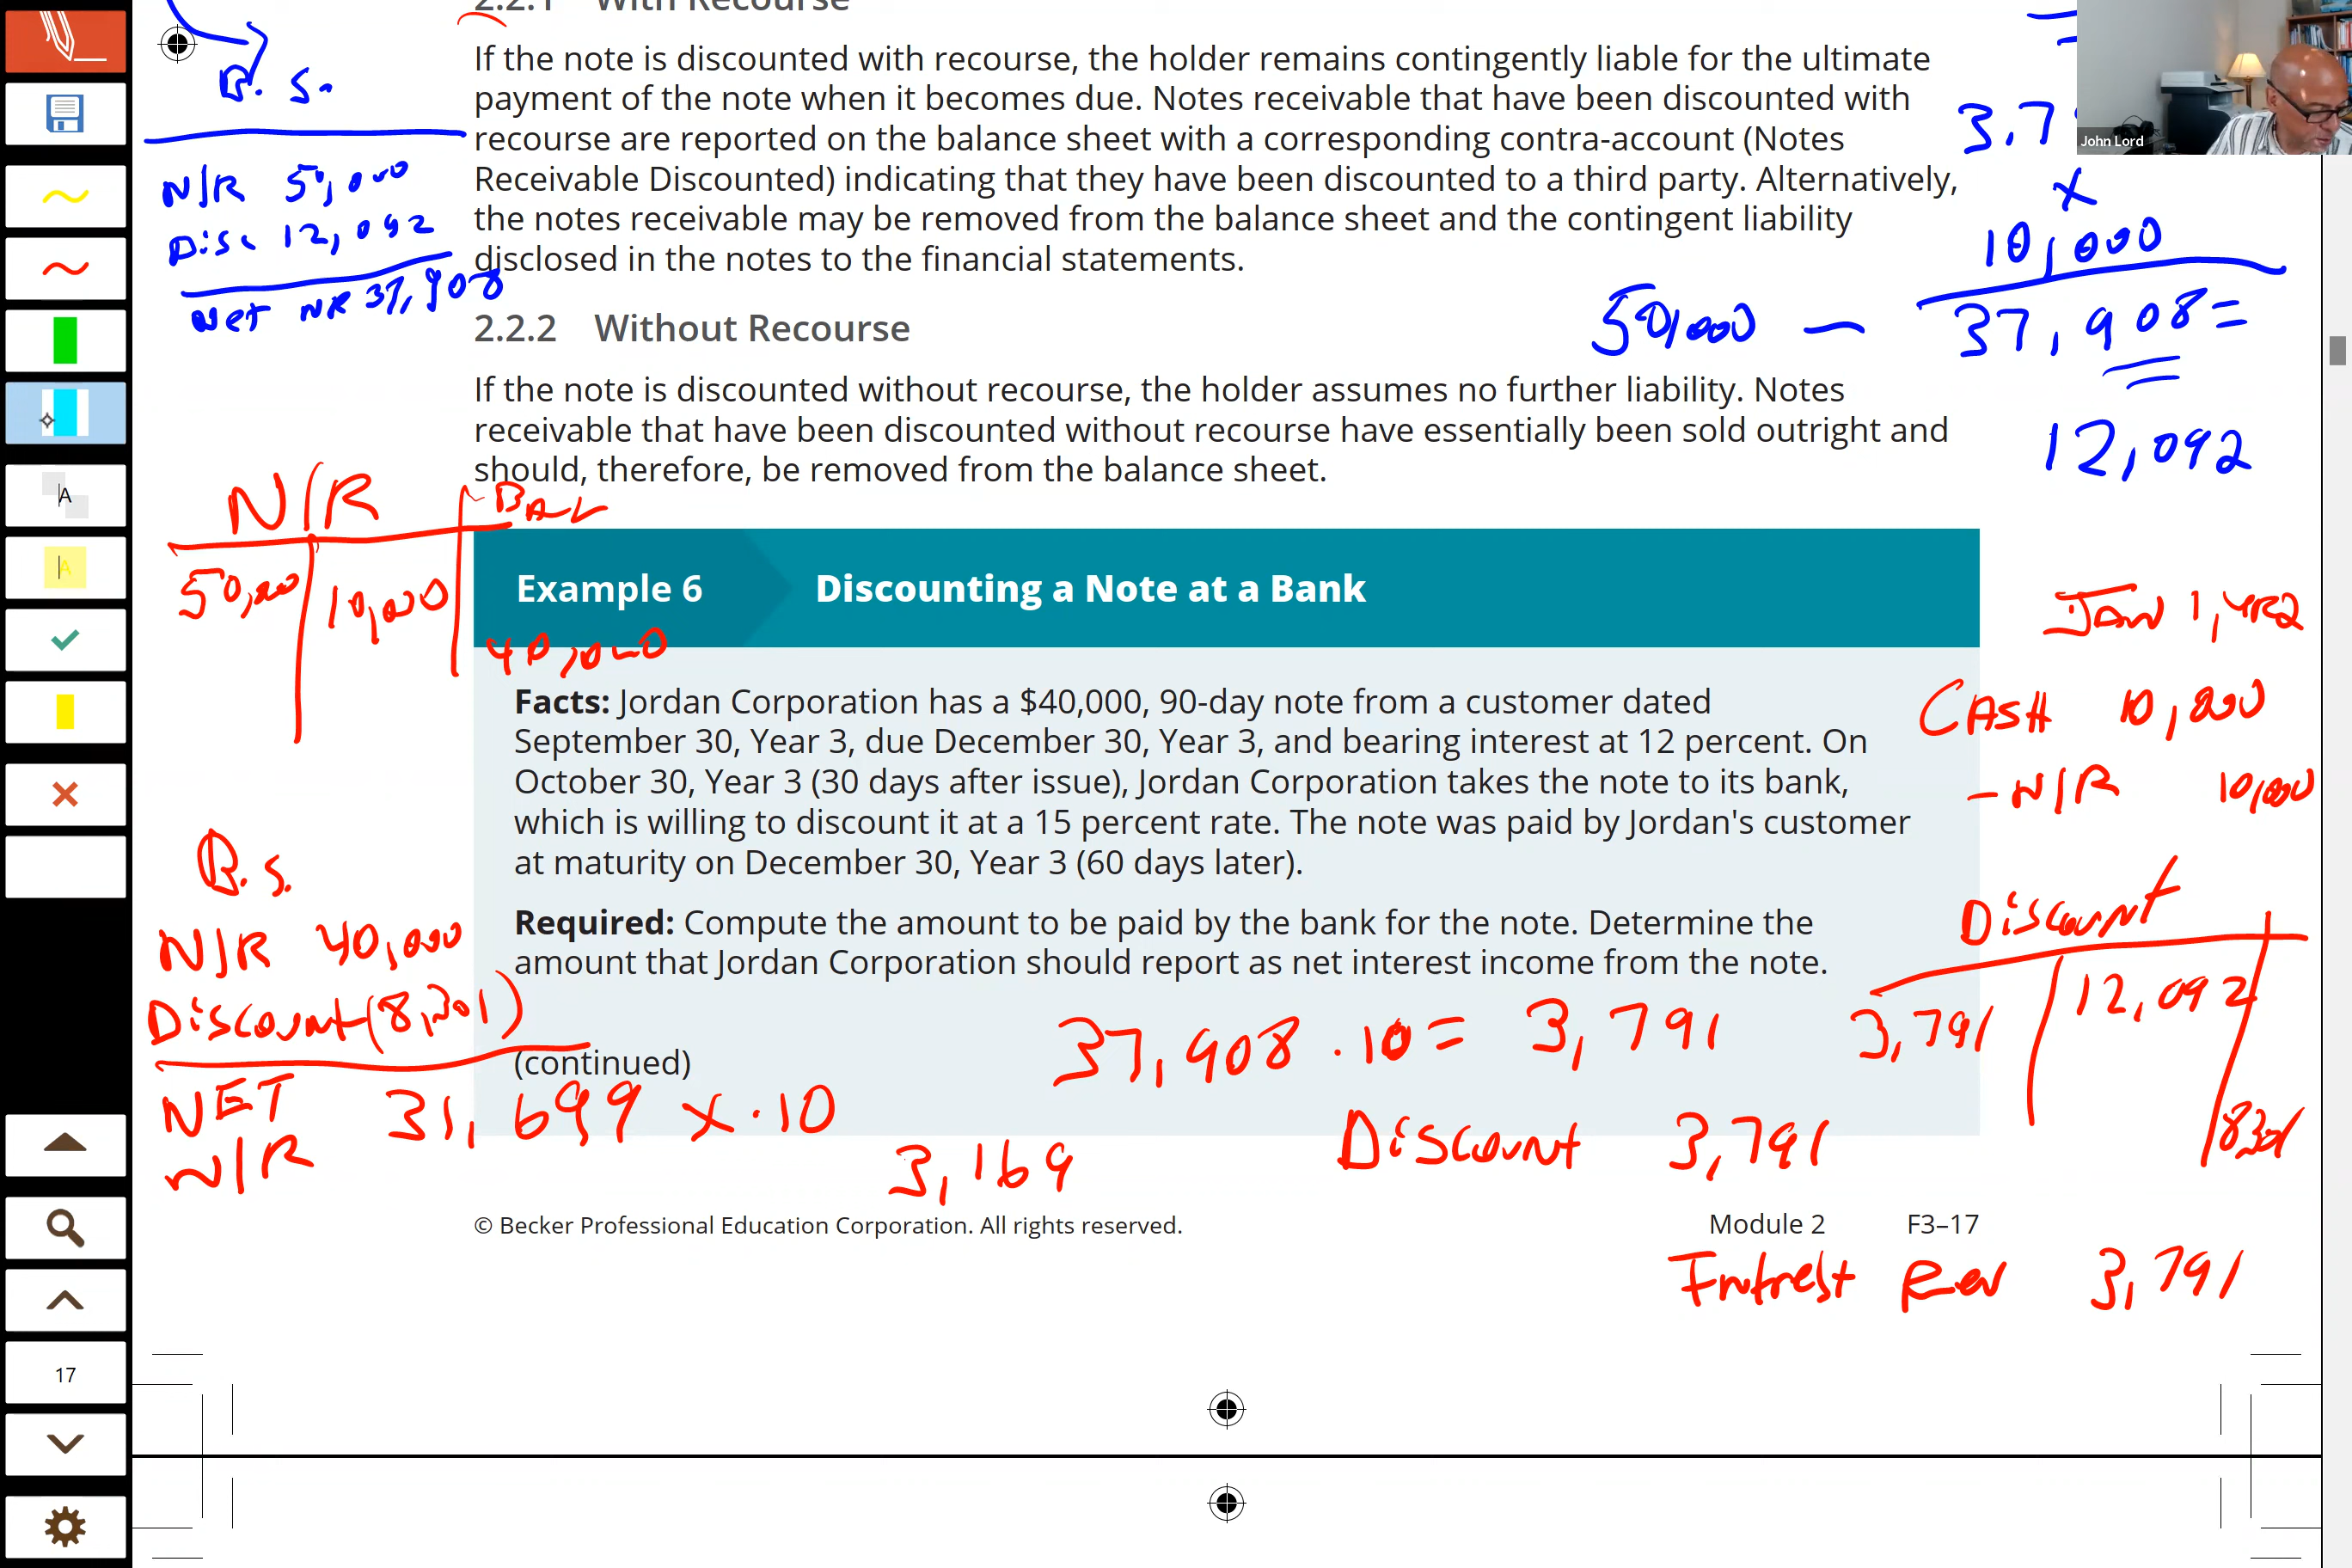 2.2.1 With Recourse
If the note is discounted with recourse, the holder remains contingently liable for the ultimate
payment of the note when it becomes due. Notes receivable that have been discounted with
recourse are reported on the balance sheet with a corresponding contra-account (Notes
Receivable Discounted) indicating that they have been discounted to a third party. Alternatively,
the notes receivable may be removed from the balance sheet and the contingent liability
disclosed in the notes to the financial statements.
B. S.
N/R 50,000
Disc 12,092
Net NR 37,908
John Lord
3.7
x
10,000
50,000 - 37,908 =
12,092
2.2.2 Without Recourse
If the note is discounted without recourse, the holder assumes no further liability. Notes
receivable that have been discounted without recourse have essentially been sold outright and
should, therefore, be removed from the balance sheet.
N/R BAL
50,000 10,000
40,000
Example 6 Discounting a Note at a Bank
Facts: Jordan Corporation has a $40,000, 90-day note from a customer dated
September 30, Year 3, due December 30, Year 3, and bearing interest at 12 percent. On
October 30, Year 3 (30 days after issue), Jordan Corporation takes the note to its bank,
which is willing to discount it at a 15 percent rate. The note was paid by Jordan's customer
at maturity on December 30, Year 3 (60 days later).
Required: Compute the amount to be paid by the bank for the note. Determine the
amount that Jordan Corporation should report as net interest income from the note.
(continued)
JAN 1, YR2
CASH 10,000
- N/R 10,000
Discount
3,791 12,092
8301
B. S.
N/R 40,000
Discount (8,301)
NET N/R 31,699 x .10
3,169
37,908 .10 = 3,791
Discount 3,791
Intrest Rev 3,791
© Becker Professional Education Corporation. All rights reserved.
Module 2 F3–17
A
A
17